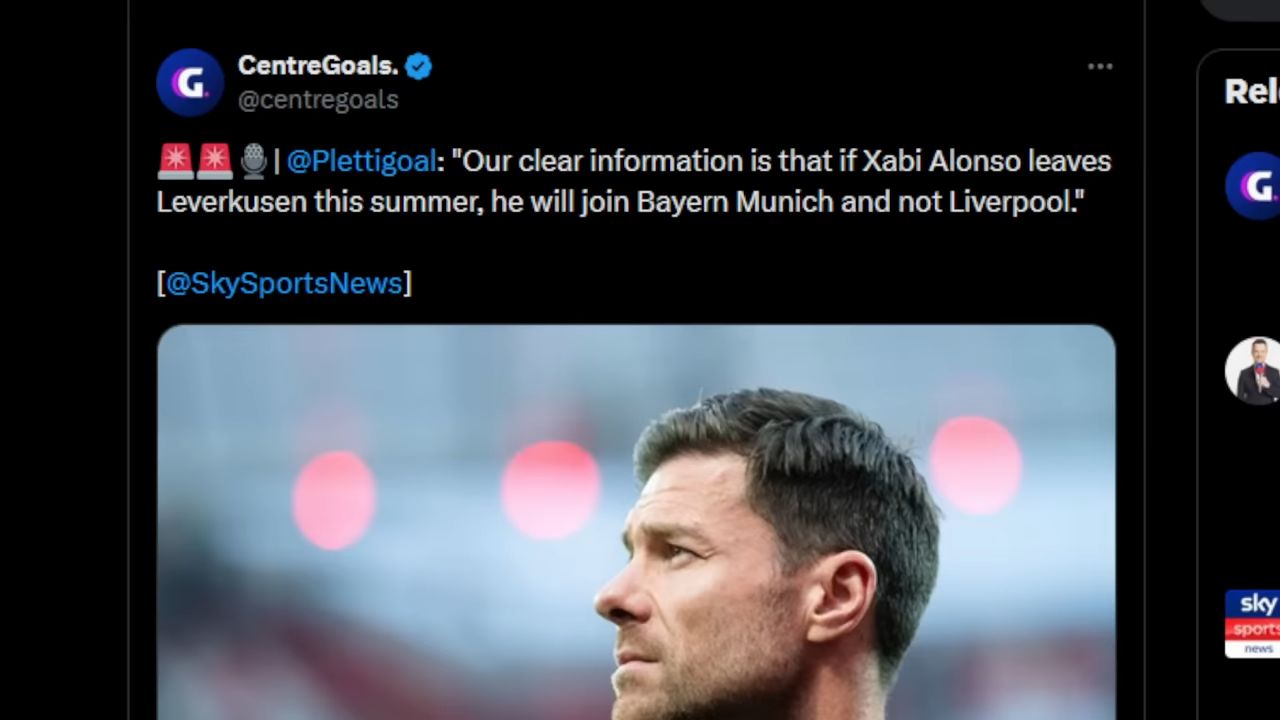 CentreGoals.
@centregoals
🚨🚨🎙️| @Plettigoal: "Our clear information is that if Xabi Alonso leaves
Leverkusen this summer, he will join Bayern Munich and not Liverpool."
[@SkySportsNews]
Rel
G.
G.
sky
sports
news